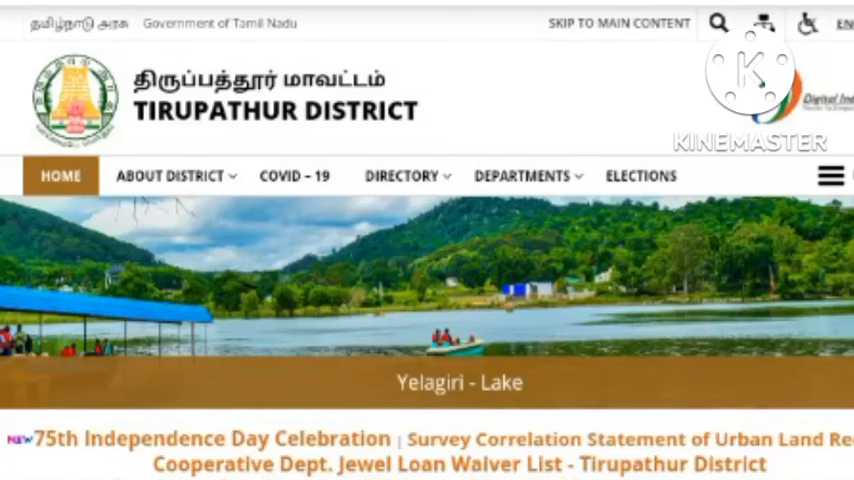 தமிழ்நாடு அரசு Government of Tamil Nadu SKIP TO MAIN CONTENT
திருப்பத்தூர் மாவட்டம்
TIRUPATHUR DISTRICT
K
KINEMASTER
HOME ABOUT DISTRICT COVID – 19 DIRECTORY DEPARTMENTS ELECTIONS
Yelagiri - Lake
NEW 75th Independence Day Celebration | Survey Correlation Statement of Urban Land
Cooperative Dept. Jewel Loan Waiver List - Tirupathur District